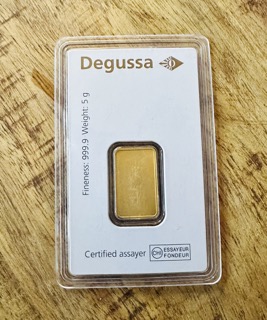 Degussa
Fineness: 999.9 Weight: 5 g
Certified assayer
ESSAYEUR
FONDEUR